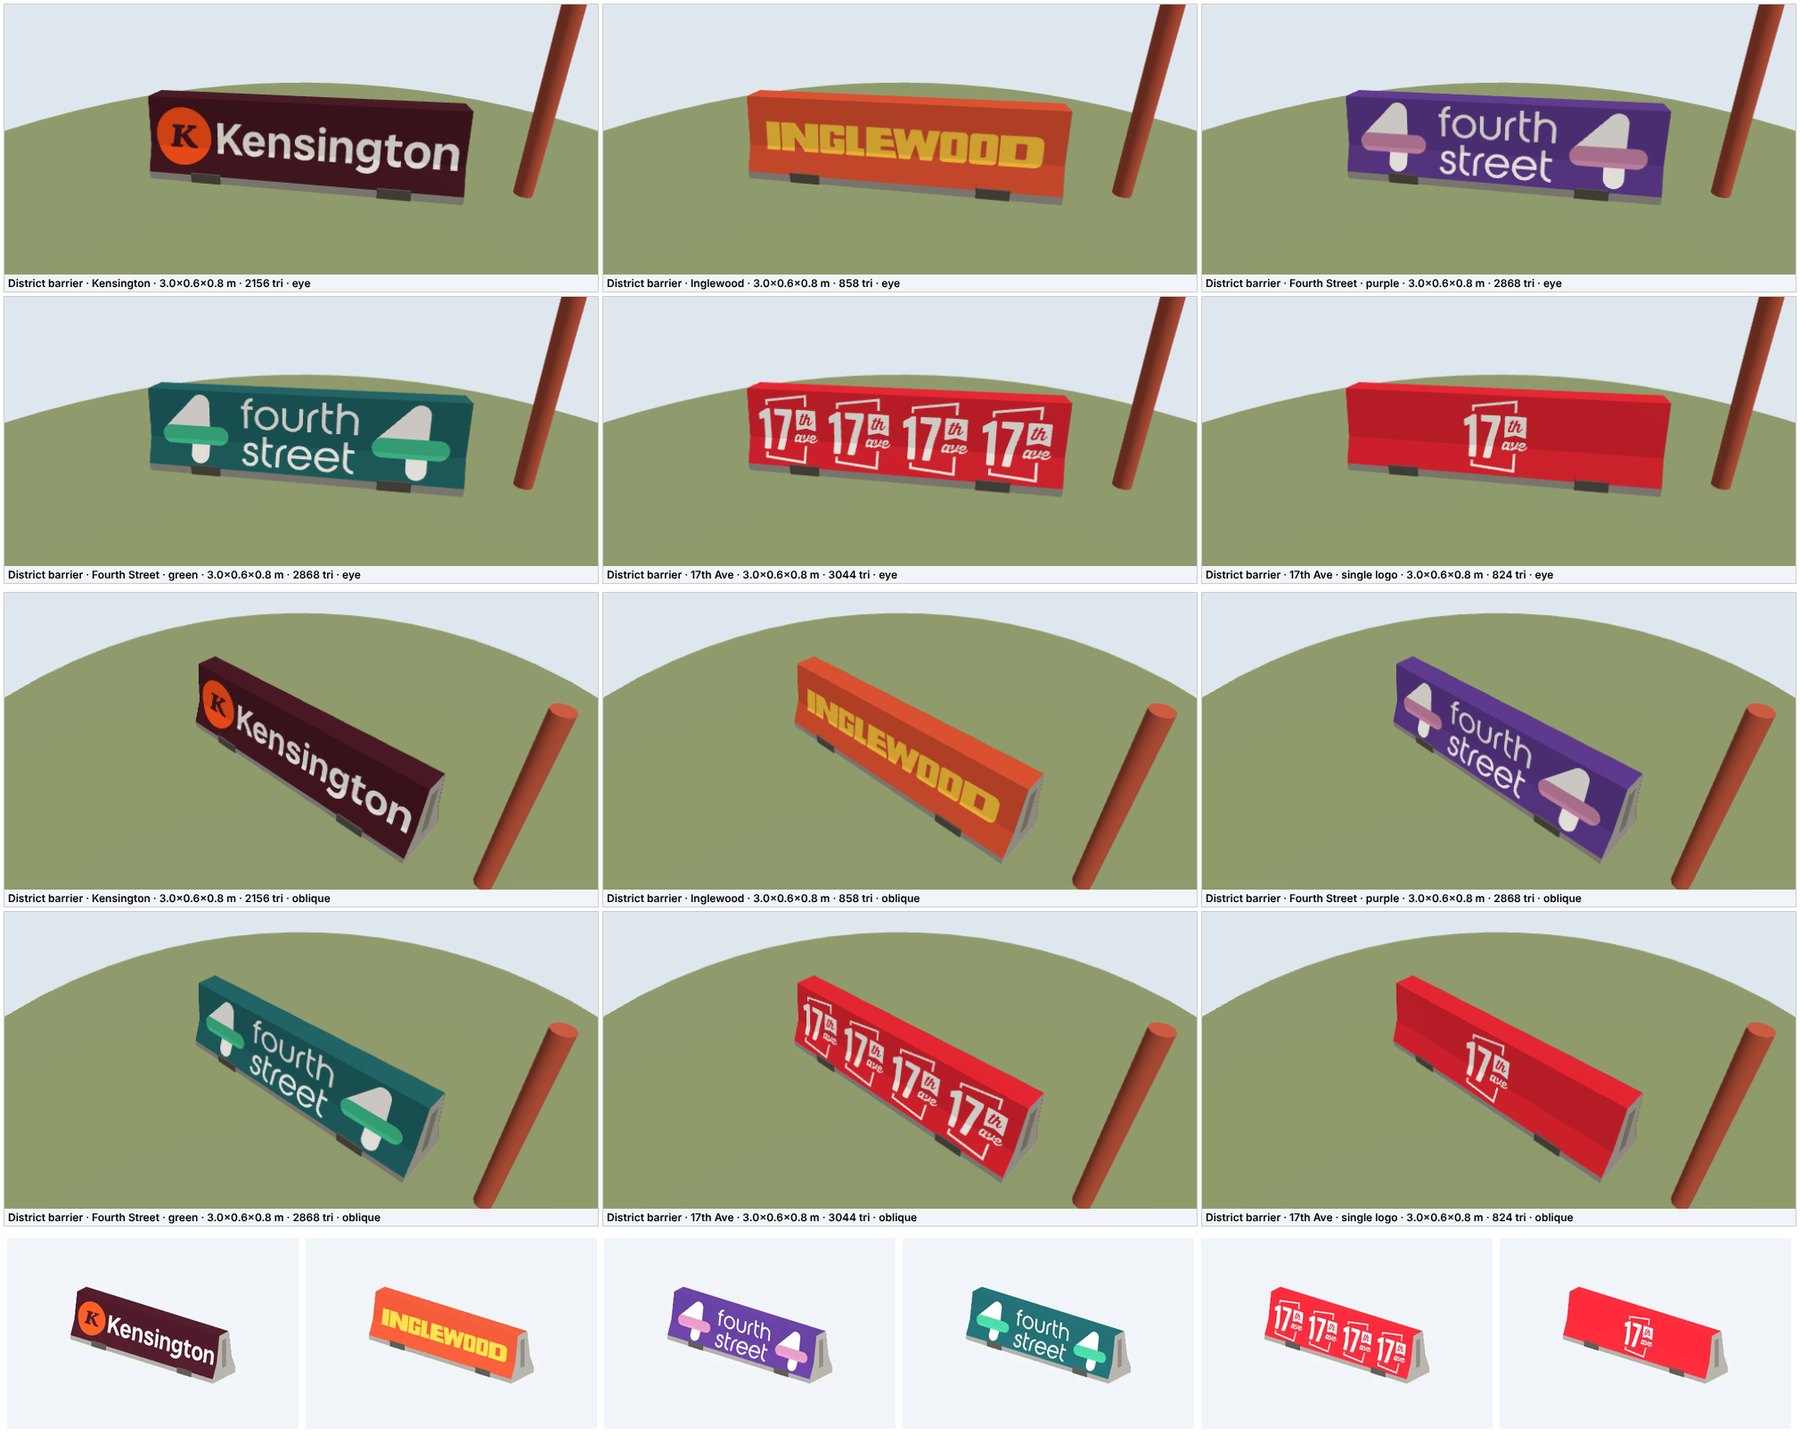 K Kensington
District barrier · Kensington · 3.0×0.6×0.8 m · 2156 tri · eye
INGLEWOOD
District barrier · Inglewood · 3.0×0.6×0.8 m · 858 tri · eye
fourth
street
District barrier · Fourth Street · purple · 3.0×0.6×0.8 m · 2868 tri · eye
fourth
street
District barrier · Fourth Street · green · 3.0×0.6×0.8 m · 2868 tri · eye
17th ave 17th ave 17th ave 17th ave
District barrier · 17th Ave · 3.0×0.6×0.8 m · 3044 tri · eye
17th ave
District barrier · 17th Ave · single logo · 3.0×0.6×0.8 m · 824 tri · eye
K Kensington
District barrier · Kensington · 3.0×0.6×0.8 m · 2156 tri · oblique
INGLEWOOD
District barrier · Inglewood · 3.0×0.6×0.8 m · 858 tri · oblique
fourth
street
District barrier · Fourth Street · purple · 3.0×0.6×0.8 m · 2868 tri · oblique
fourth
street
District barrier · Fourth Street · green · 3.0×0.6×0.8 m · 2868 tri · oblique
17th ave 17th ave 17th ave 17th ave
District barrier · 17th Ave · 3.0×0.6×0.8 m · 3044 tri · oblique
17th ave
District barrier · 17th Ave · single logo · 3.0×0.6×0.8 m · 824 tri · oblique
K Kensington
INGLEWOOD
fourth
street
fourth
street
17th ave 17th ave 17th ave 17th ave
17th ave